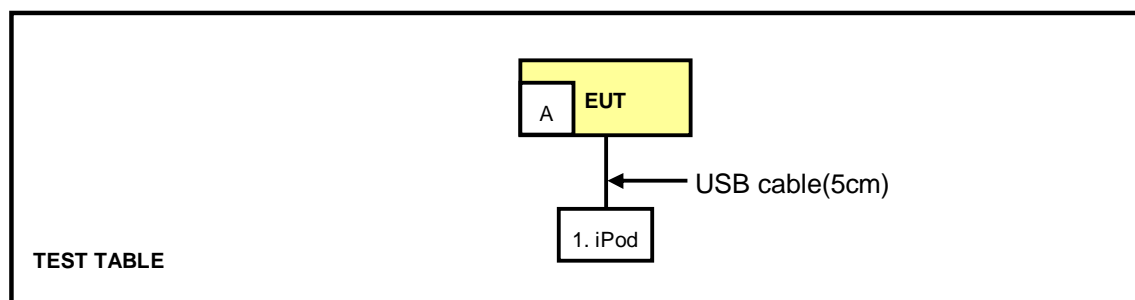 EUT
A
USB cable(5cm)
1. iPod
TEST TABLE